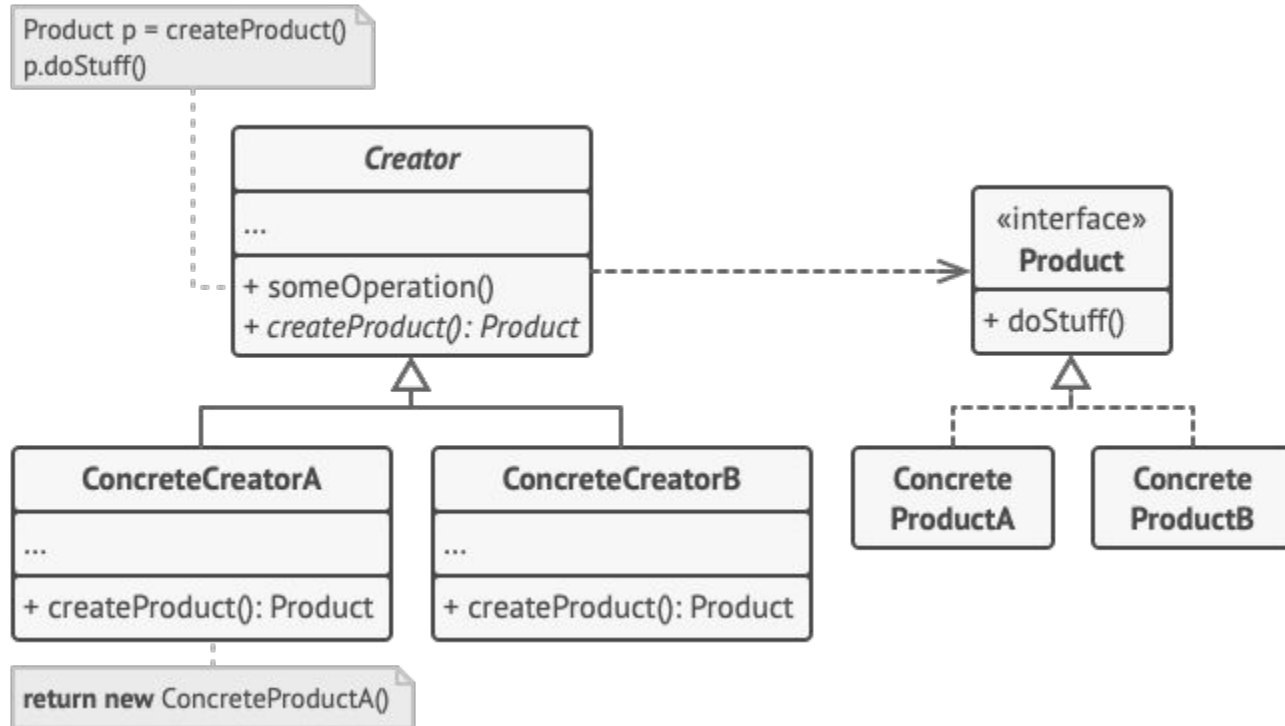 Product p = createProduct()
p.doStuff()
Creator
...
+ someOperation()
+ createProduct(): Product
«interface»
Product
+ doStuff()
ConcreteCreatorA
...
+ createProduct(): Product
ConcreteCreatorB
...
+ createProduct(): Product
Concrete
ProductA
Concrete
ProductB
return new ConcreteProductA()